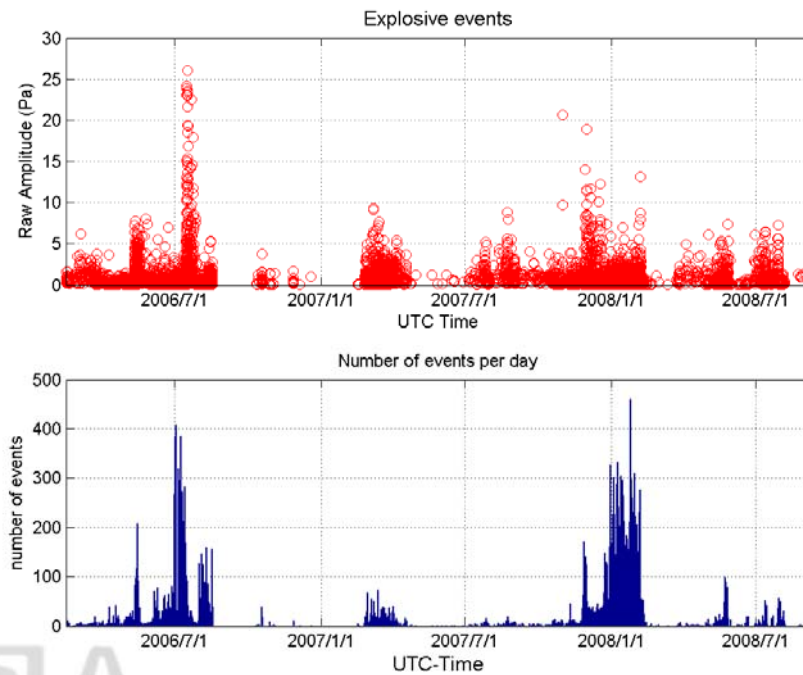 Explosive events
30
25
20
15
10
5
0
Raw Amplitude (Pa)
2006/7/1 2007/1/1 2007/7/1 2008/1/1 2008/7/1
UTC Time
Number of events per day
500
400
300
200
100
0
number of events
2006/7/1 2007/1/1 2007/7/1 2008/1/1 2008/7/1
UTC-Time